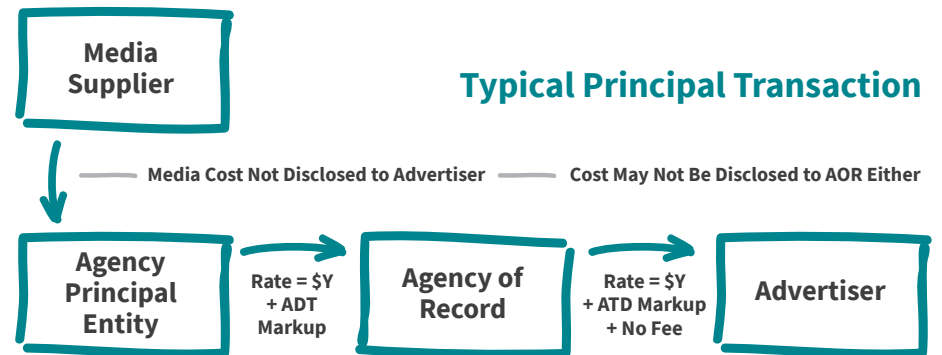 Media
Supplier
Typical Principal Transaction
Media Cost Not Disclosed to Advertiser
Cost May Not Be Disclosed to AOR Either
Agency
Principal
Entity
Rate = $Y
+ ADT
Markup
Agency of
Record
Rate = $Y
+ ATD Markup
+ No Fee
Advertiser